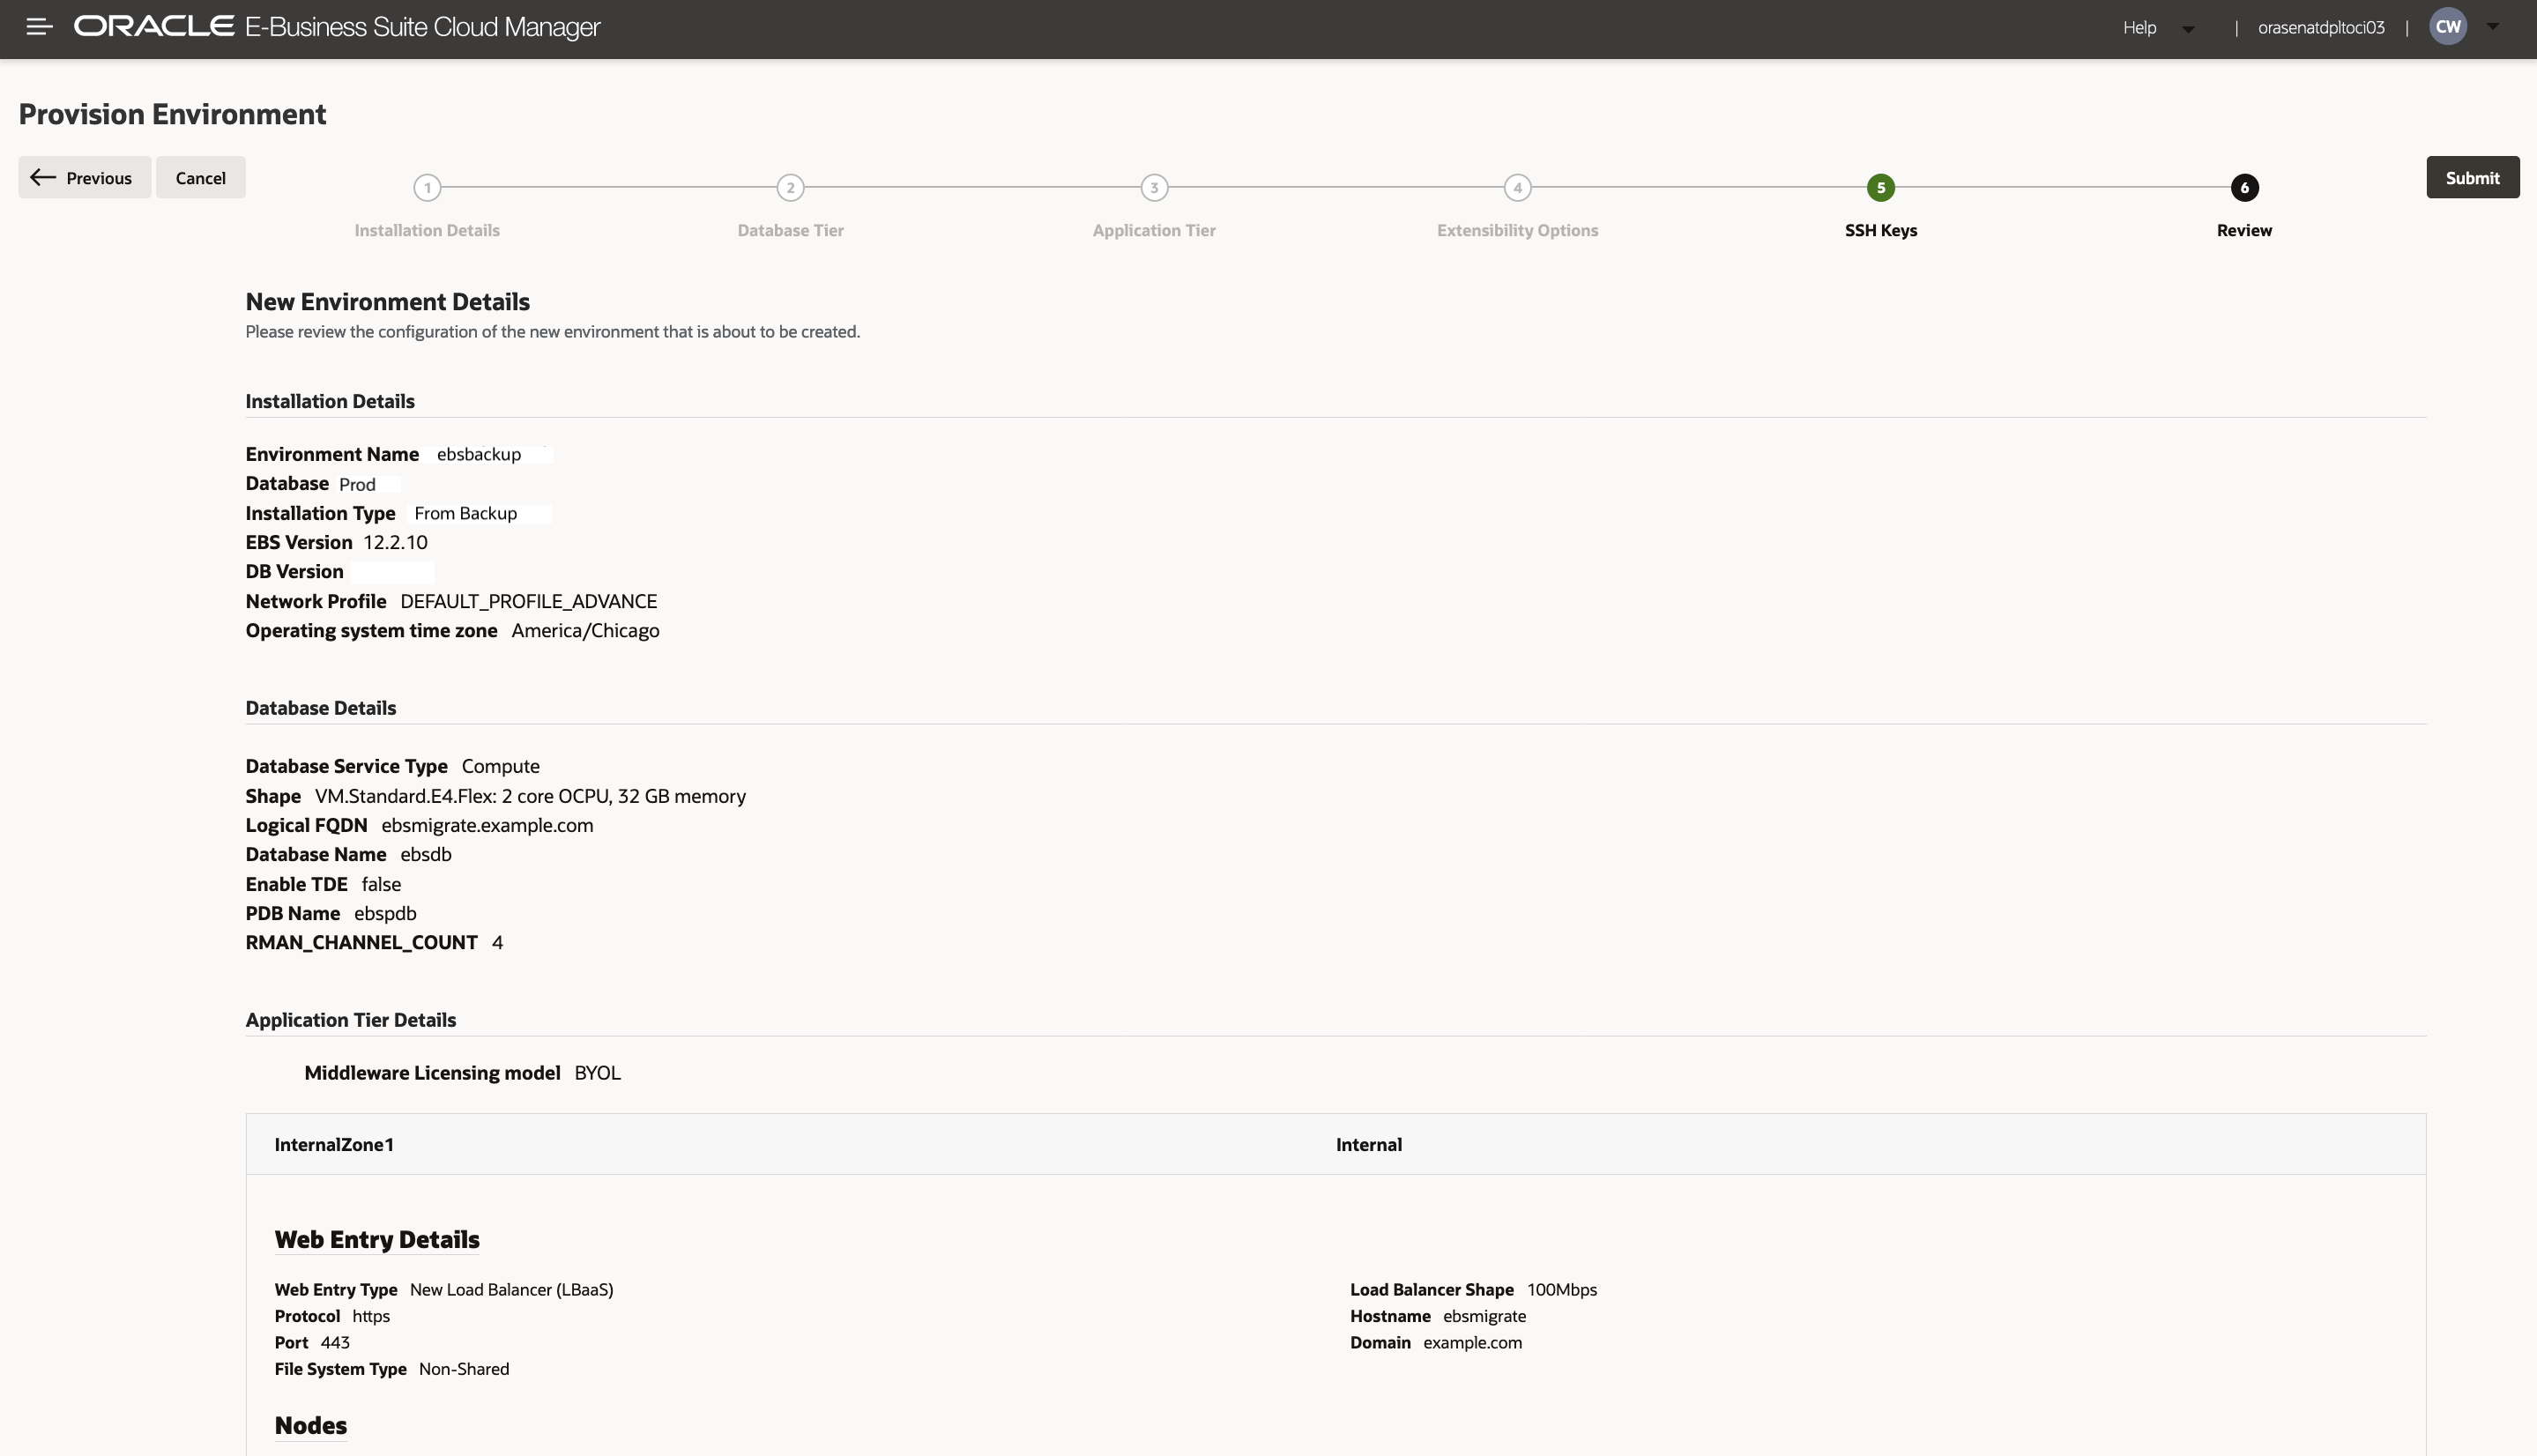 ORACLE E-Business Suite Cloud Manager
Help | orasenatdpltoci03 | CW
Provision Environment
Previous Cancel
1 2 3 4 5 6
Submit
Installation Details Database Tier Application Tier Extensibility Options SSH Keys Review
New Environment Details
Please review the configuration of the new environment that is about to be created.
Installation Details
Environment Name ebsbackup
Database Prod
Installation Type From Backup
EBS Version 12.2.10
DB Version
Network Profile DEFAULT_PROFILE_ADVANCE
Operating system time zone America/Chicago
Database Details
Database Service Type Compute
Shape VM.Standard.E4.Flex: 2 core OCPU, 32 GB memory
Logical FQDN ebsmigrate.example.com
Database Name ebsdb
Enable TDE false
PDB Name ebspdb
RMAN_CHANNEL_COUNT 4
Application Tier Details
Middleware Licensing model BYOL
InternalZone1 Internal
Web Entry Details
Web Entry Type New Load Balancer (LBaaS) Load Balancer Shape 100Mbps
Protocol https Hostname ebsmigrate
Port 443 Domain example.com
File System Type Non-Shared
Nodes